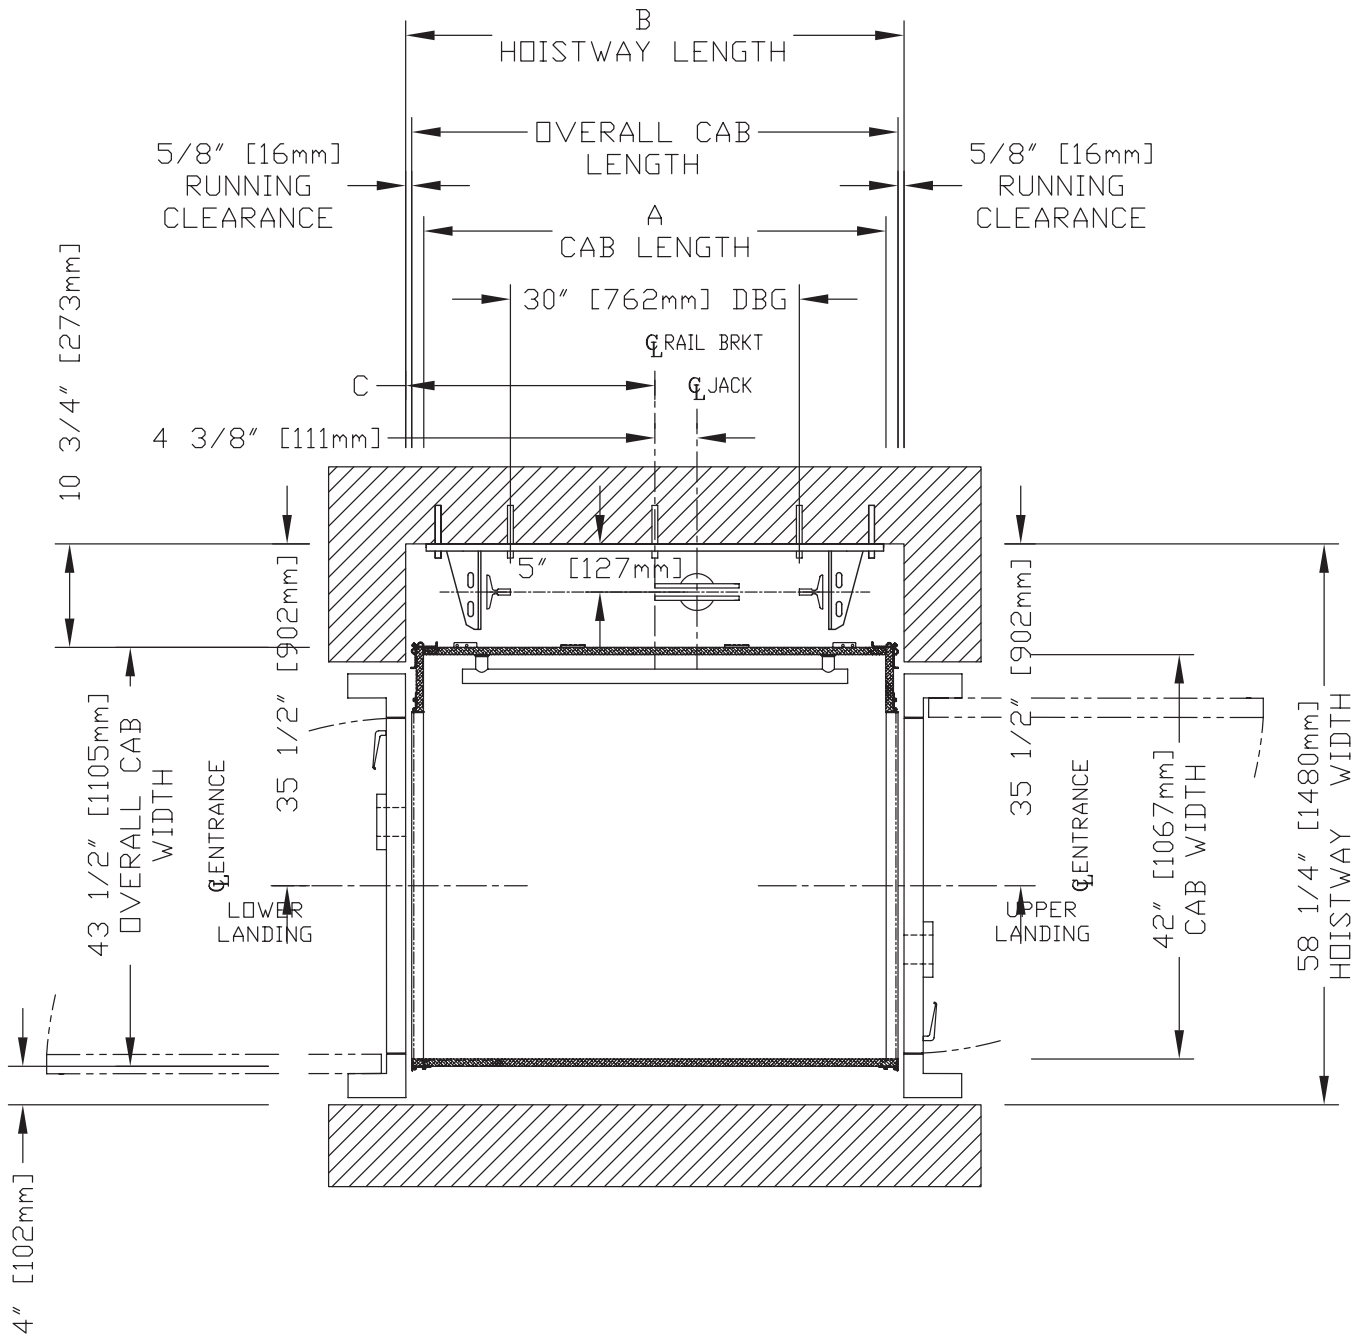 B
HOISTWAY LENGTH
OVERALL CAB
LENGTH
5/8" [16mm]
RUNNING
CLEARANCE
5/8" [16mm]
RUNNING
CLEARANCE
A
CAB LENGTH
30" [762mm] DBG
℄ RAIL BRKT
C
℄ JACK
4 3/8" [111mm]
10 3/4" [273mm]
5" [127mm]
35 1/2" [902mm]
35 1/2" [902mm]
43 1/2" [1105mm]
OVERALL CAB
WIDTH
℄ ENTRANCE
LOWER
LANDING
℄ ENTRANCE
UPPER
LANDING
42" [1067mm]
CAB WIDTH
58 1/4" [1480mm]
HOISTWAY WIDTH
4" [102mm]